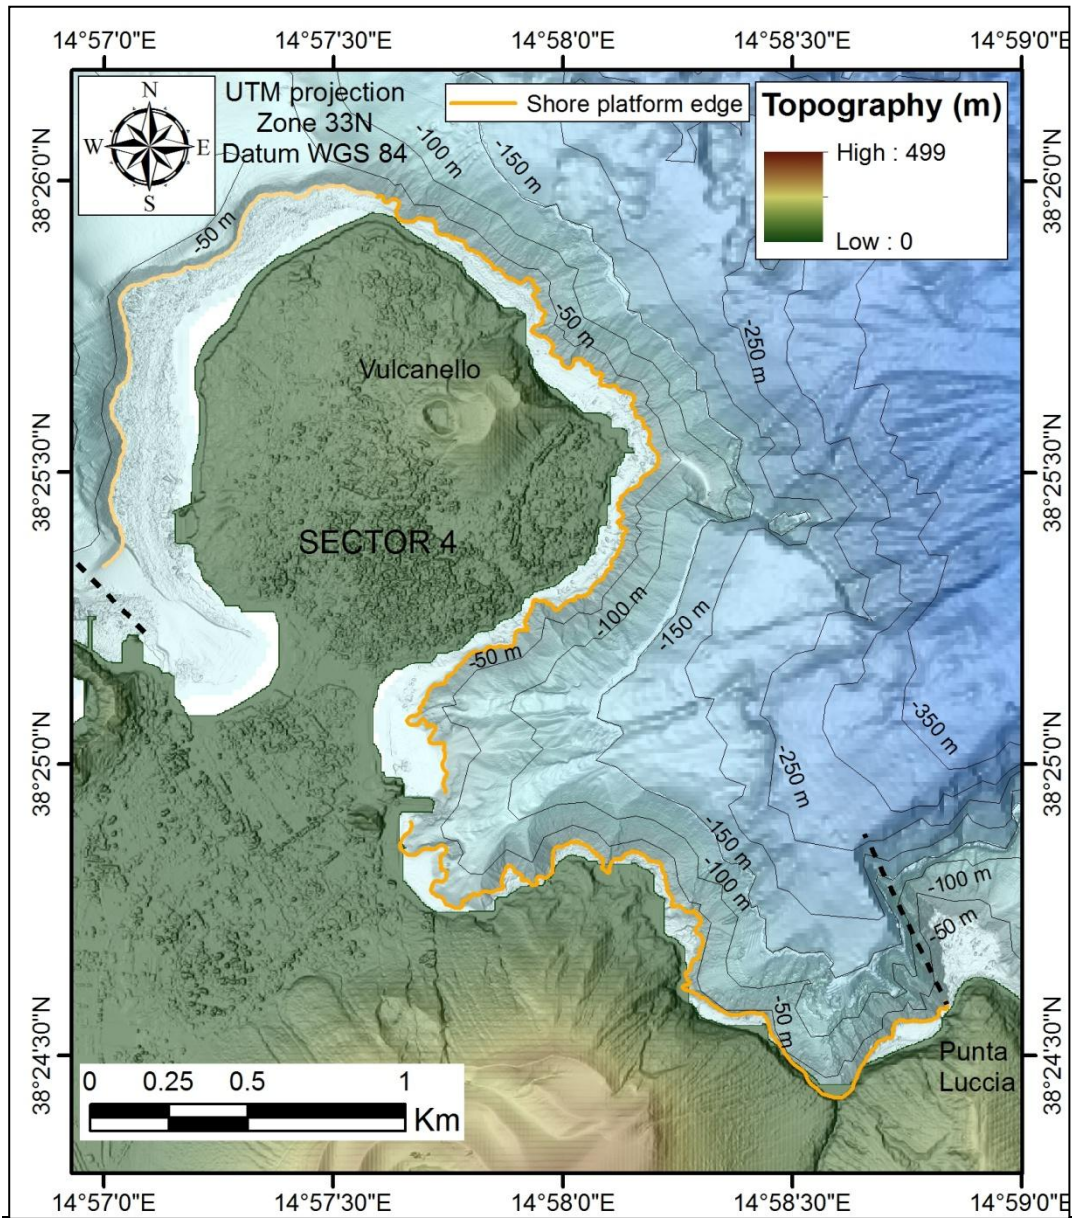 14°57'0"E 14°57'30"E 14°58'0"E 14°58'30"E 14°59'0"E
N
W E
S
UTM projection
Zone 33N
Datum WGS 84
Shore platform edge
Topography (m)
High : 499
Low : 0
38°26'0"N
38°26'0"N
-100 m
-150 m
-50 m
-50 m
-250 m
Vulcanello
38°25'30"N
38°25'30"N
SECTOR 4
-100 m
-150 m
-50 m
-350 m
-250 m
38°25'0"N
38°25'0"N
-150 m
-100 m
-100 m
-50 m
-50 m
38°24'30"N
38°24'30"N
Punta
Luccia
0 0.25 0.5 1
Km
14°57'0"E 14°57'30"E 14°58'0"E 14°58'30"E 14°59'0"E